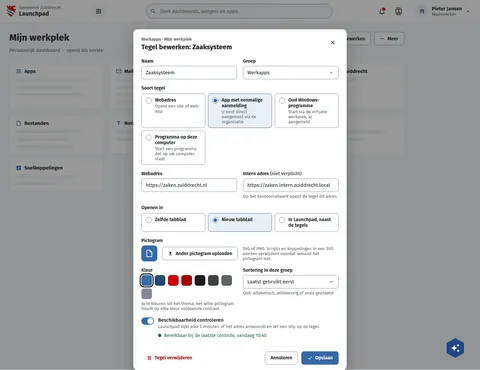 Gemeente Zuiddrecht
Launchpad
Zoek dashboards, widgets en apps
Pieter Jansen
Medewerker
Mijn werkplek
Persoonlijk dashboard
bewerken
Meer
Apps
Bestanden
Snelkoppelingen
Werkapps · Mijn werkplek
Tegel bewerken: Zaaksysteem
Naam
Groep
Zaaksysteem
Werkapps
Soort tegel
Webadres
Opent een site of web-app
App met eenmalige aanmelding
U bent direct aangemeld via de organisatie
Oud Windows-programma
Start via de virtuele werkplek, al aangemeld
Programma op deze computer
Start een programma dat op uw computer staat
Webadres
Intern adres (niet verplicht)
https://zaken.zuiddrecht.nl
https://zaken.intern.zuiddrecht.local
Op het kantoornetwerk opent de tegel dit adres.
Openen in
Zelfde tabblad
Nieuw tabblad
In Launchpad, naast de tegels
Pictogram
Ander pictogram uploaden
SVG of PNG. Scripts en koppelingen in een SVG worden verwijderd voordat iemand het pictogram ziet.
Kleur
Sortering in deze groep
Laatst gebruikt eerst
Ook: alfabetisch, willekeurig of zoals geplaatst
Acht kleuren uit het thema; het witte pictogram houdt op elke kleur voldoende contrast.
Beschikbaarheid controleren
Launchpad kijkt elke 5 minuten of het adres antwoordt en zet een stip op de tegel.
Bereikbaar bij de laatste controle, vandaag 10:40
Tegel verwijderen
Annuleren
Opslaan